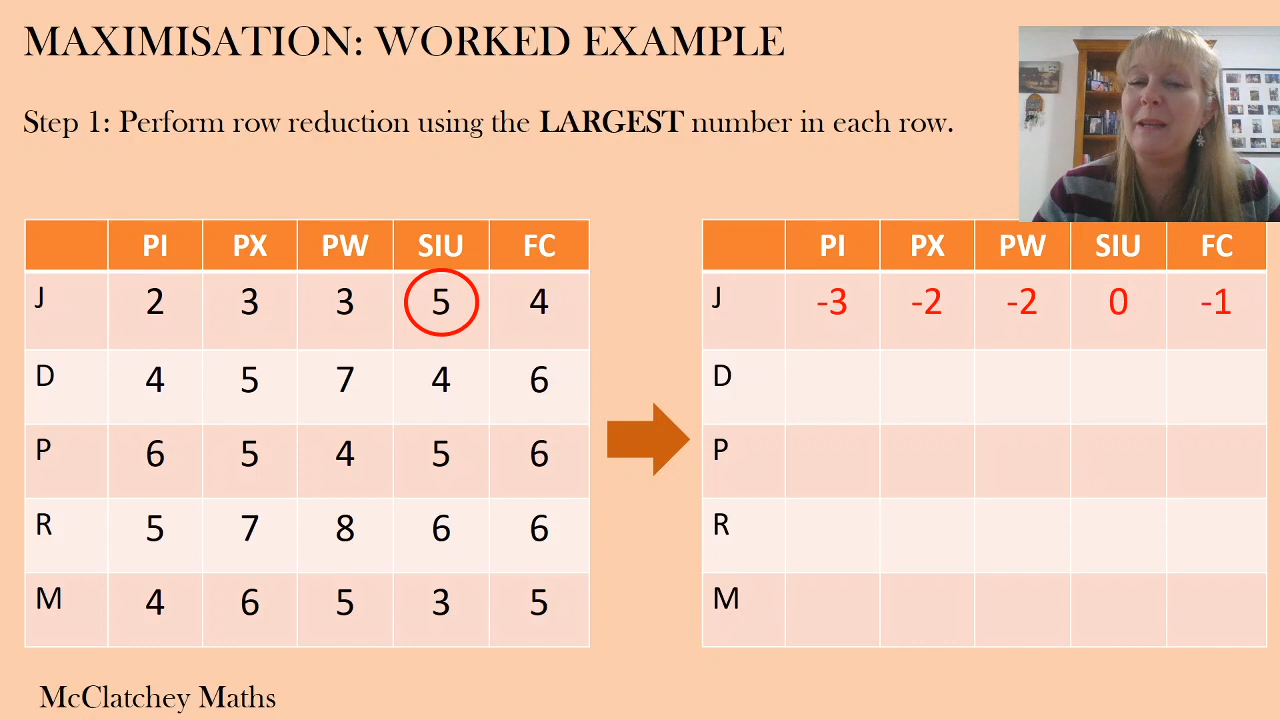 MAXIMISATION: WORKED EXAMPLE
Step 1: Perform row reduction using the LARGEST number in each row.
PI PX PW SIU FC
J 2 3 3 5 4
D 4 5 7 4 6
P 6 5 4 5 6
R 5 7 8 6 6
M 4 6 5 3 5
PI PX PW SIU FC
J -3 -2 -2 0 -1
D
P
R
M
McClatchey Maths